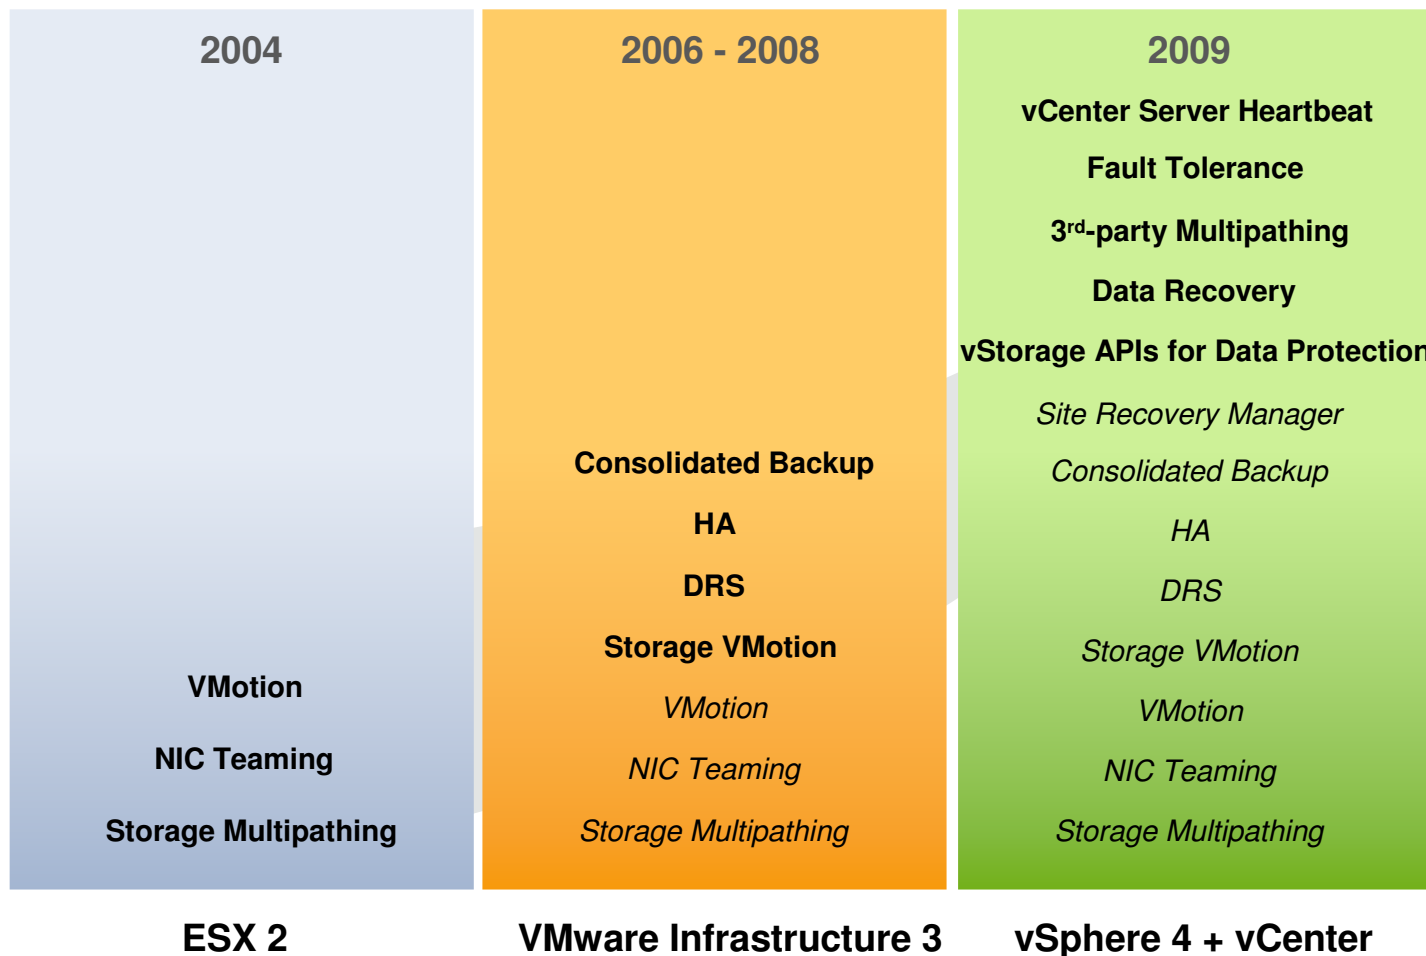 2004
VMotion
NIC Teaming
Storage Multipathing
ESX 2
2006 - 2008
Consolidated Backup
HA
DRS
Storage VMotion
VMotion
NIC Teaming
Storage Multipathing
VMware Infrastructure 3
2009
vCenter Server Heartbeat
Fault Tolerance
3rd-party Multipathing
Data Recovery
vStorage APIs for Data Protection
Site Recovery Manager
Consolidated Backup
HA
DRS
Storage VMotion
VMotion
NIC Teaming
Storage Multipathing
vSphere 4 + vCenter